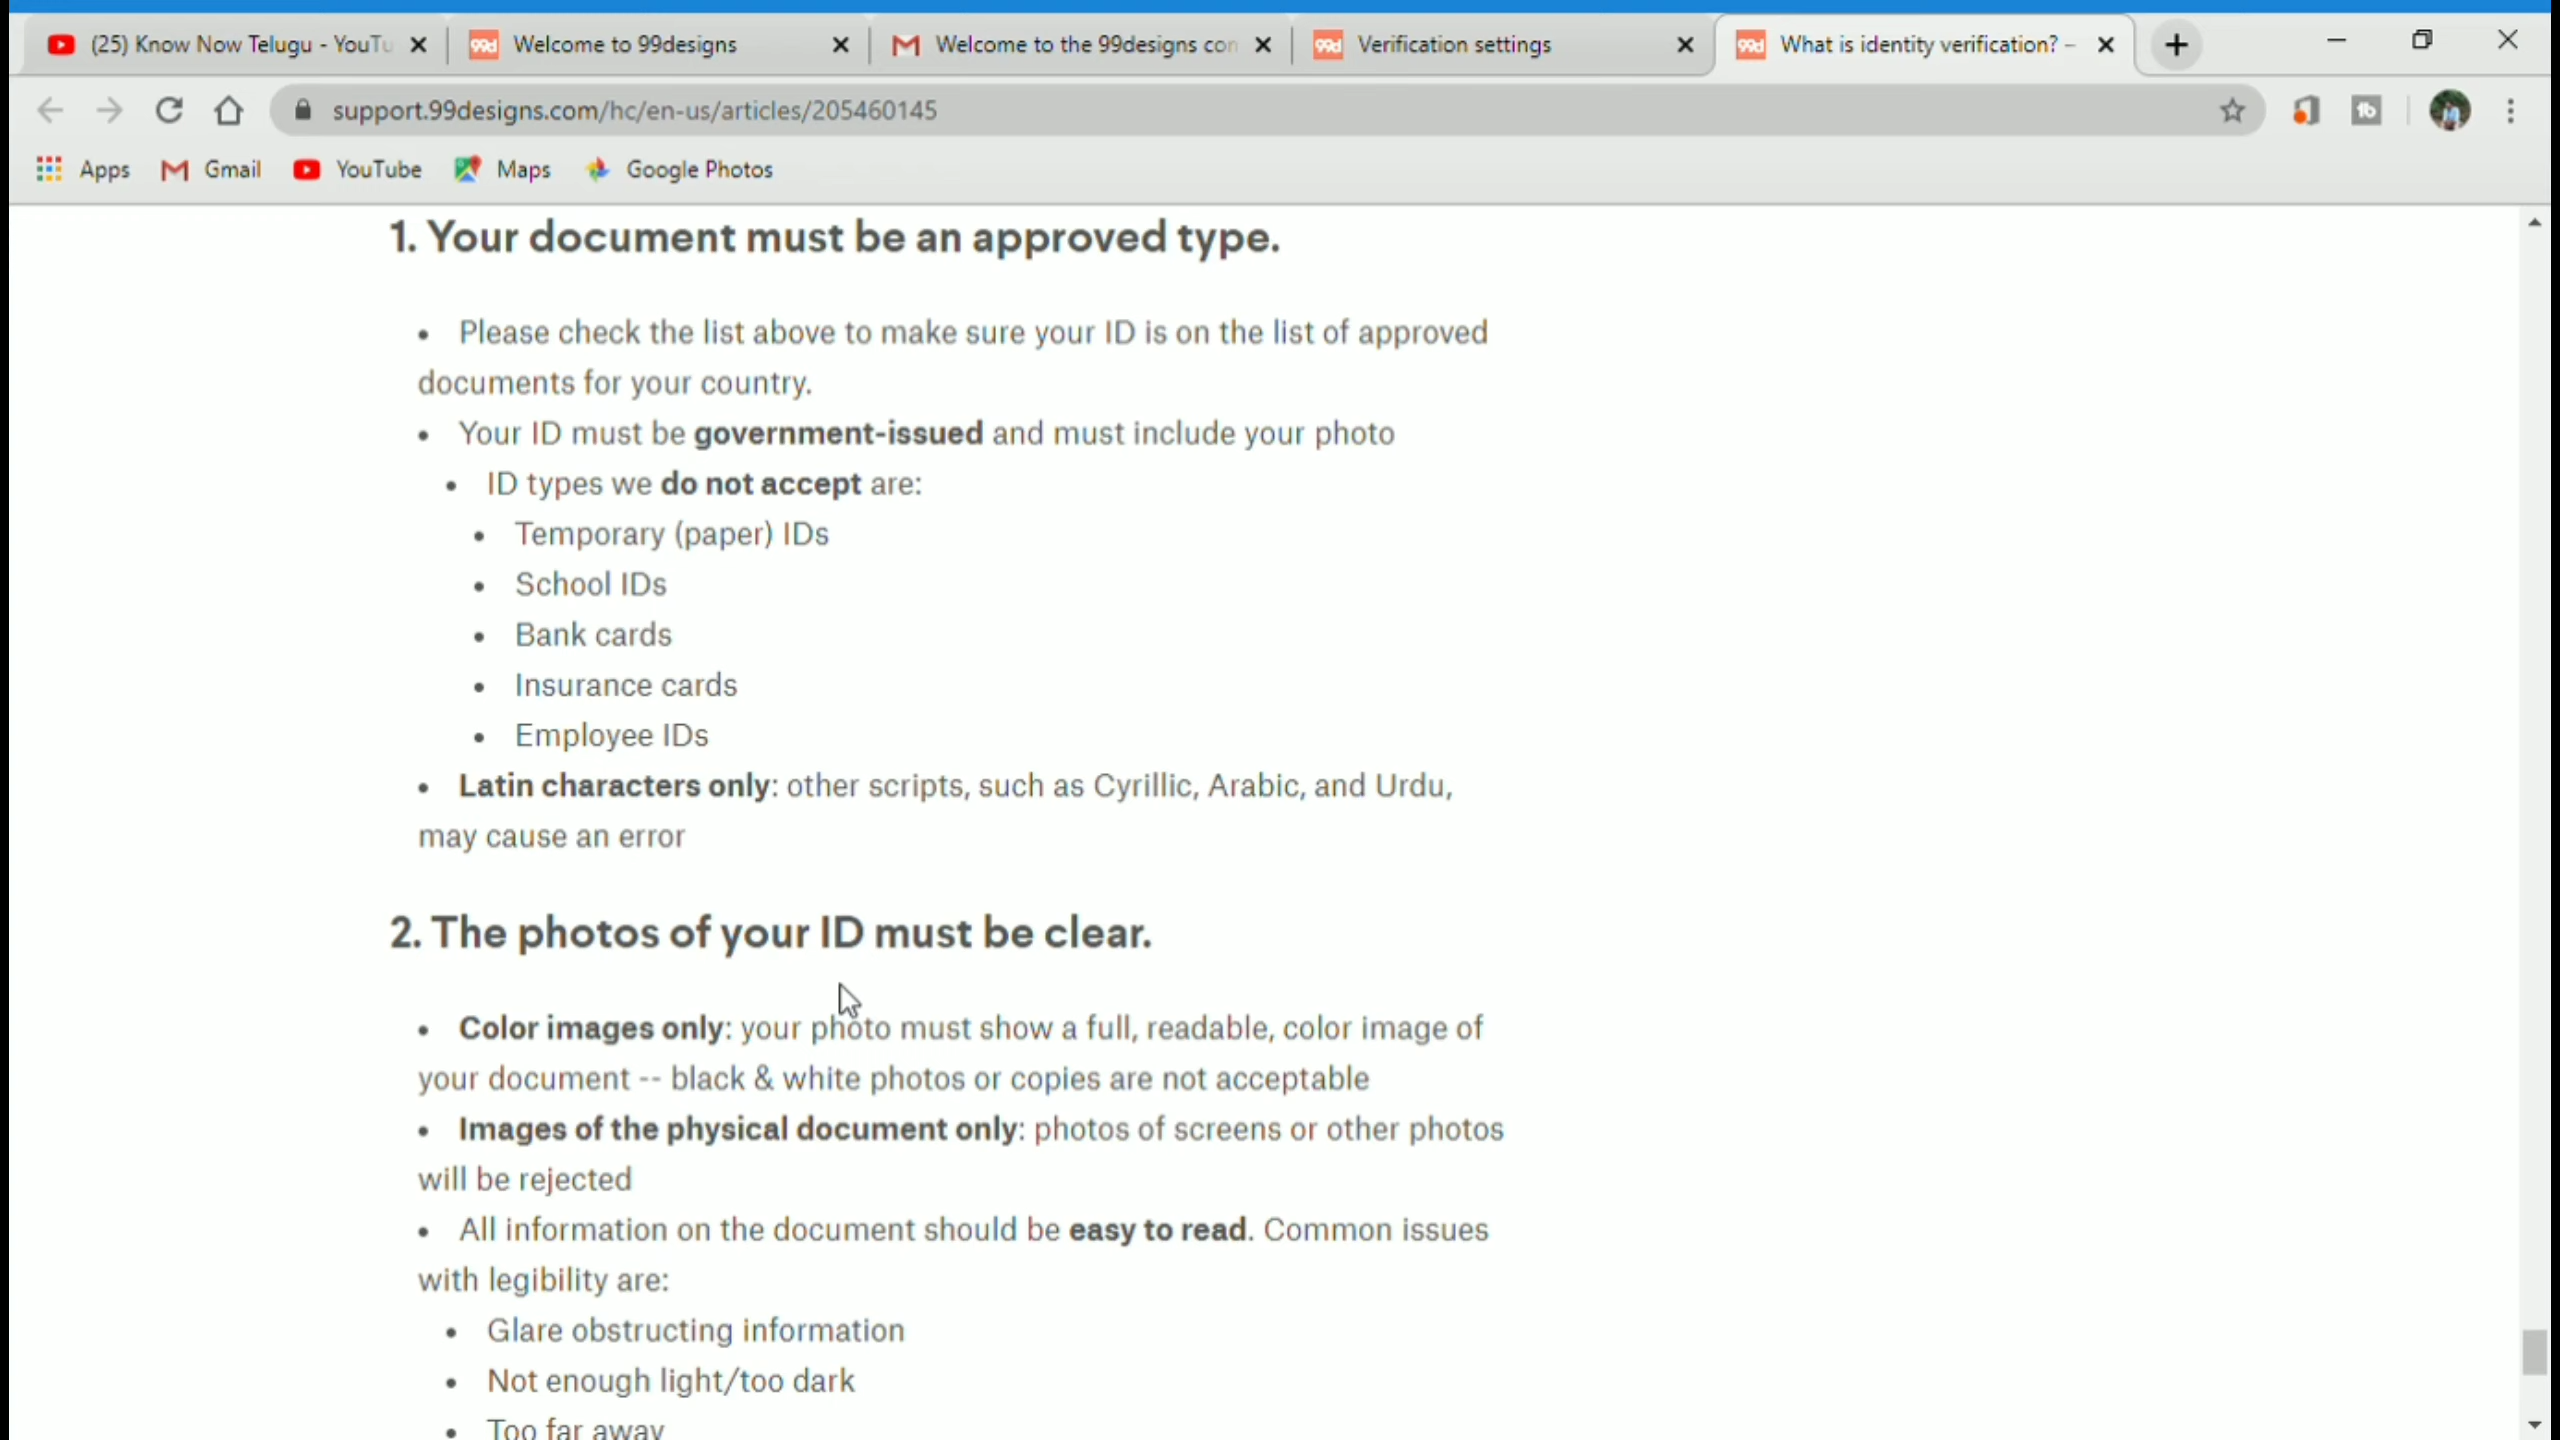 (25) Know Now Telugu - YouTu
Welcome to 99designs
Welcome to the 99designs con
Verification settings
What is identity verification? –
support.99designs.com/hc/en-us/articles/205460145
Apps
Gmail
YouTube
Maps
Google Photos
1. Your document must be an approved type.
• Please check the list above to make sure your ID is on the list of approved
documents for your country.
• Your ID must be government-issued and must include your photo
• ID types we do not accept are:
• Temporary (paper) IDs
• School IDs
• Bank cards
• Insurance cards
• Employee IDs
• Latin characters only: other scripts, such as Cyrillic, Arabic, and Urdu,
may cause an error
2. The photos of your ID must be clear.
• Color images only: your photo must show a full, readable, color image of
your document -- black & white photos or copies are not acceptable
• Images of the physical document only: photos of screens or other photos
will be rejected
• All information on the document should be easy to read. Common issues
with legibility are:
• Glare obstructing information
• Not enough light/too dark
• Too far away